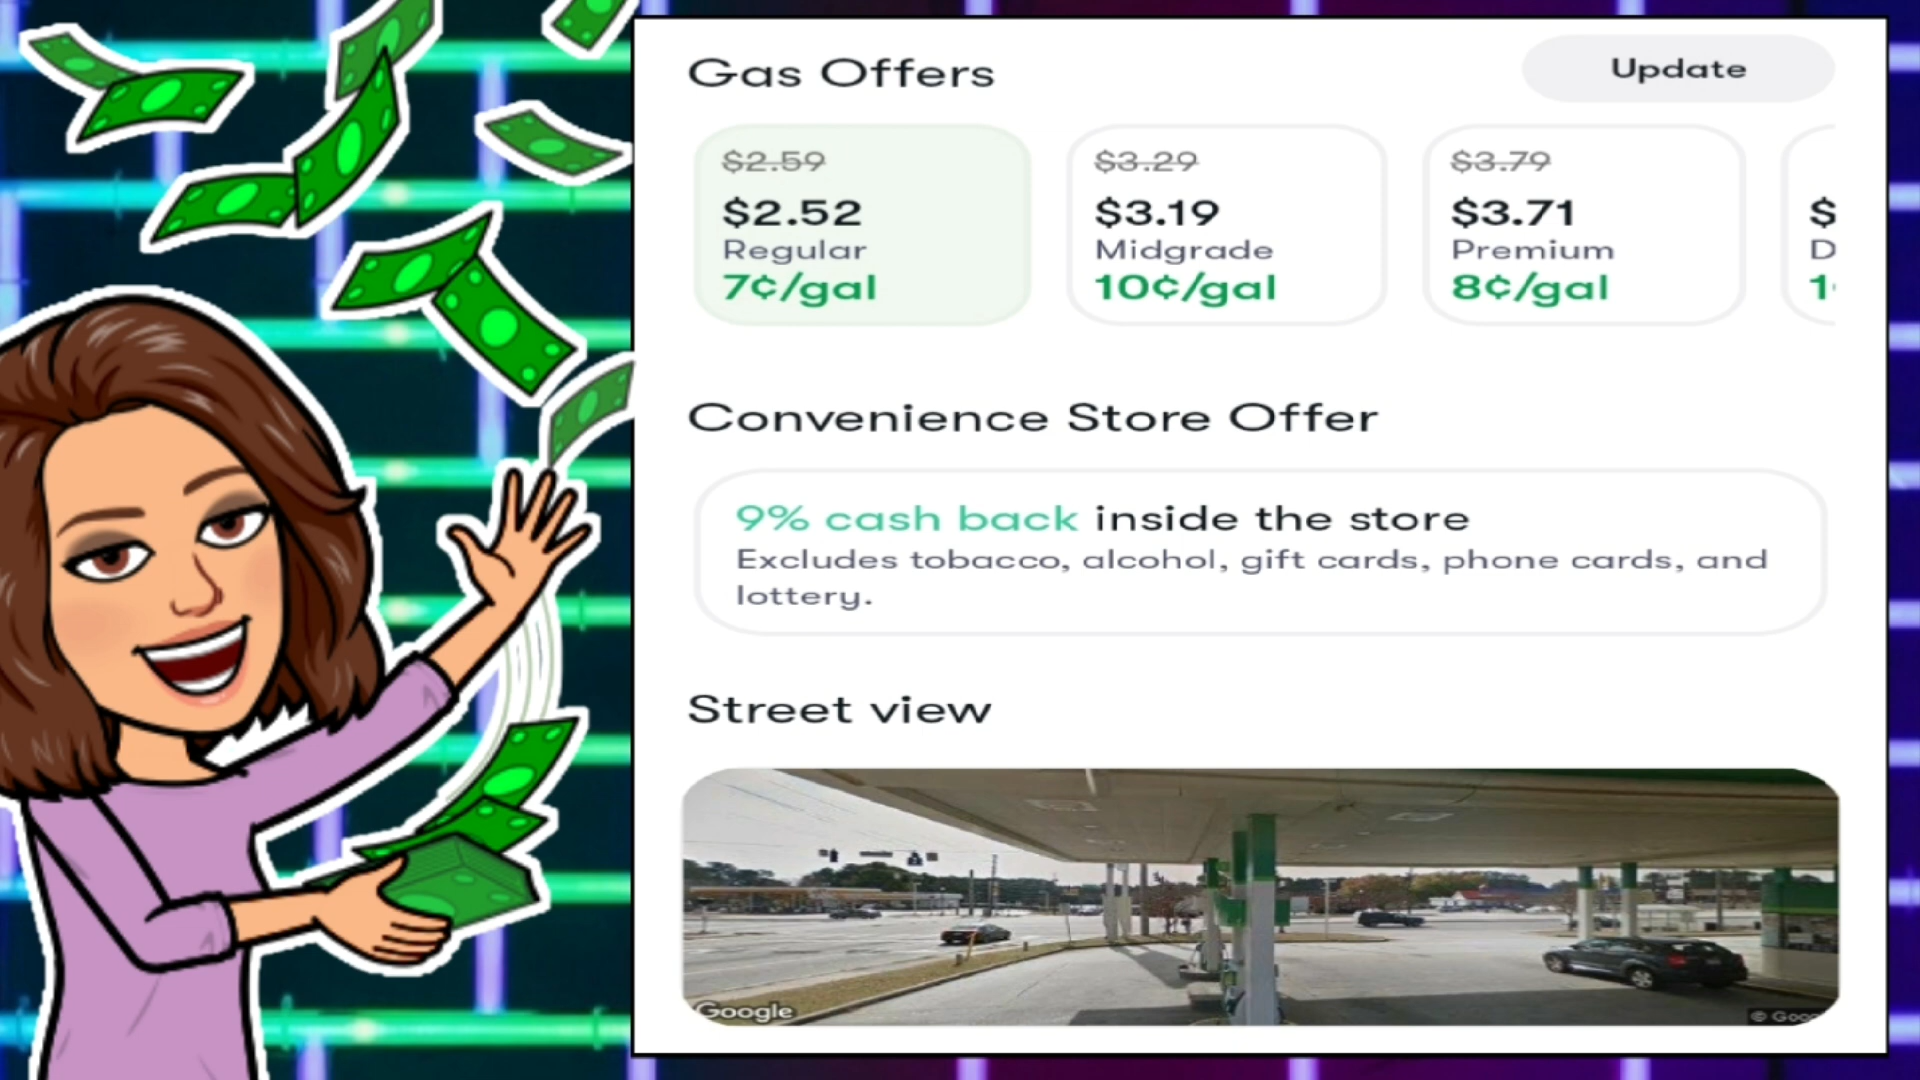 Gas Offers
Update
$2.59
$2.52
Regular
7¢/gal
$3.29
$3.19
Midgrade
10¢/gal
$3.79
$3.71
Premium
8¢/gal
$
D
1
Convenience Store Offer
9% cash back inside the store
Excludes tobacco, alcohol, gift cards, phone cards, and
lottery.
Street view
Google
© Goo